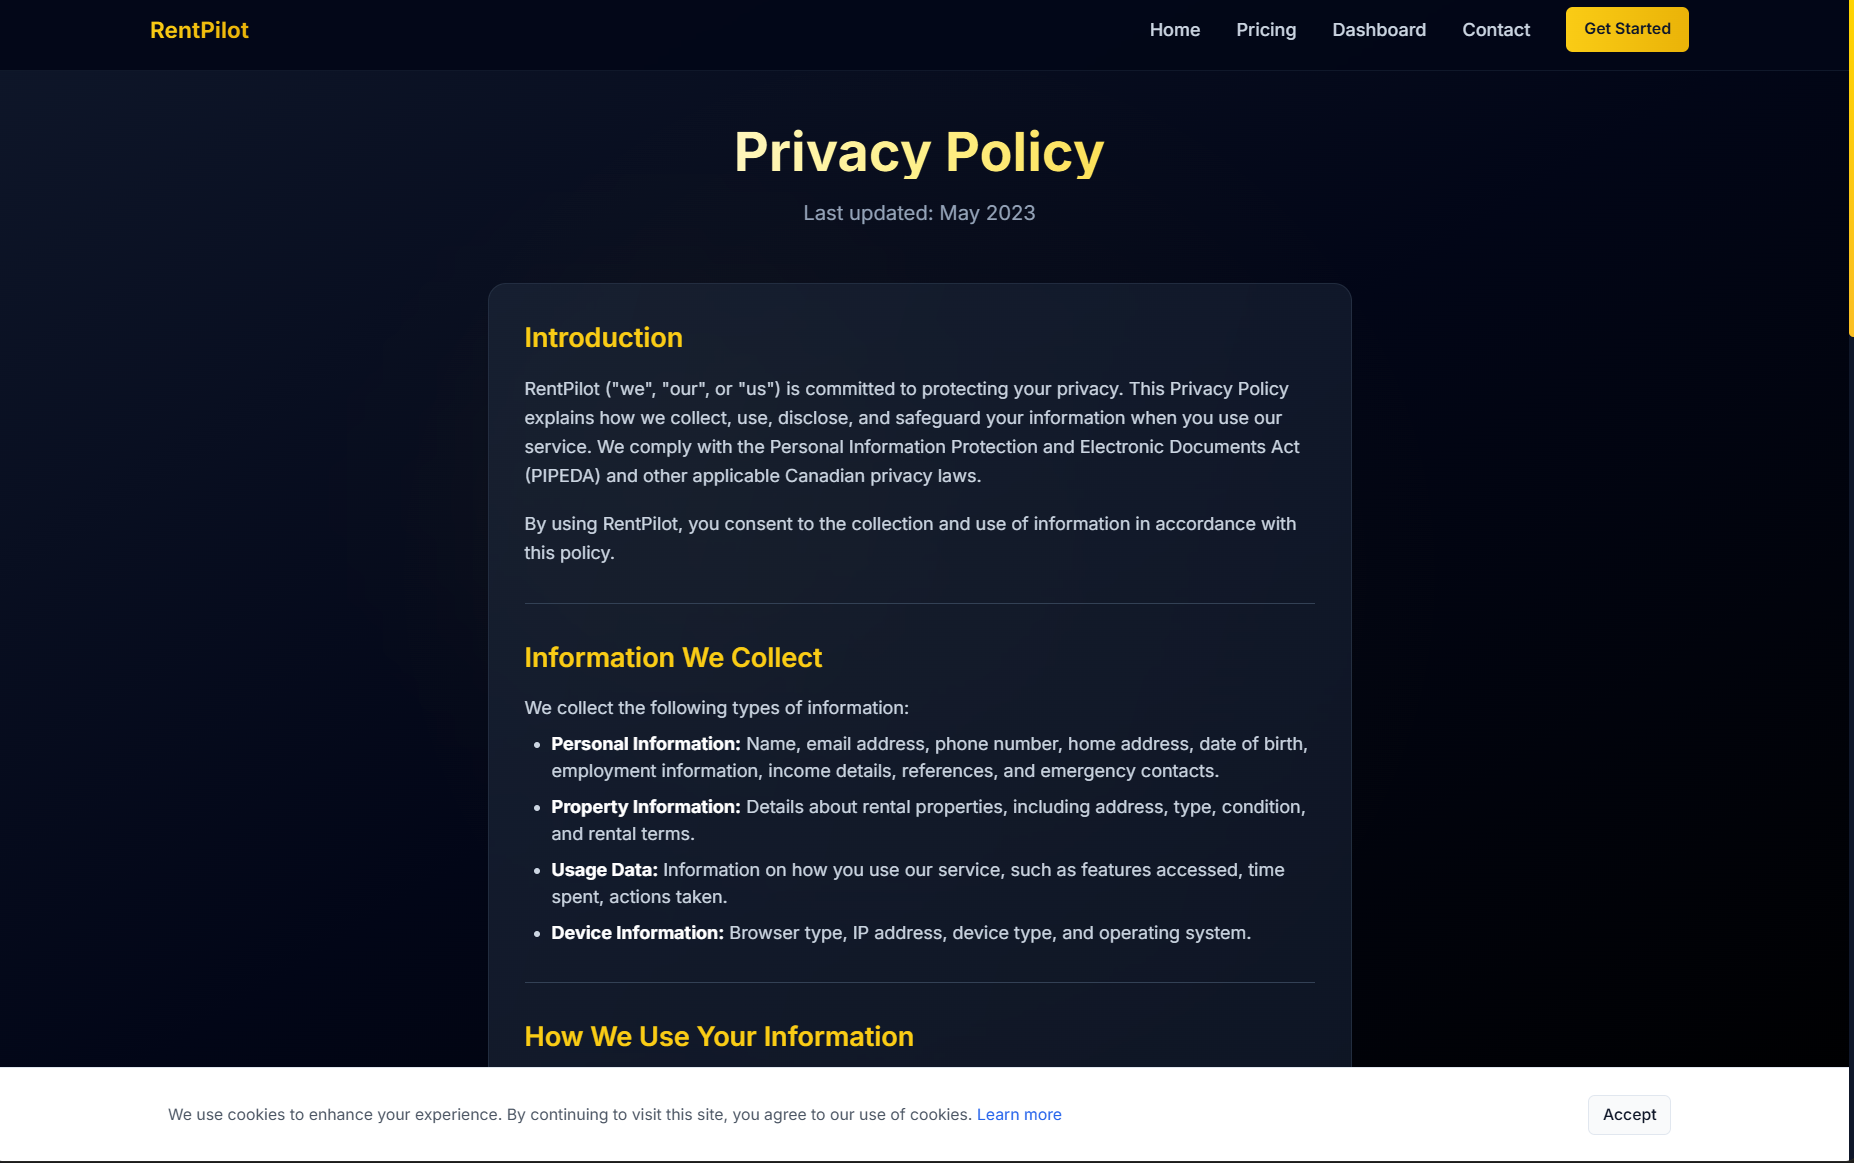 RentPilot
Home
Pricing
Dashboard
Contact
Get Started
Privacy Policy
Last updated: May 2023
Introduction
RentPilot ("we", "our", or "us") is committed to protecting your privacy. This Privacy Policy
explains how we collect, use, disclose, and safeguard your information when you use our
service. We comply with the Personal Information Protection and Electronic Documents Act
(PIPEDA) and other applicable Canadian privacy laws.
By using RentPilot, you consent to the collection and use of information in accordance with
this policy.
Information We Collect
We collect the following types of information:
• Personal Information: Name, email address, phone number, home address, date of birth,
employment information, income details, references, and emergency contacts.
• Property Information: Details about rental properties, including address, type, condition,
and rental terms.
• Usage Data: Information on how you use our service, such as features accessed, time
spent, actions taken.
• Device Information: Browser type, IP address, device type, and operating system.
How We Use Your Information
We use cookies to enhance your experience. By continuing to visit this site, you agree to our use of cookies. Learn more
Accept